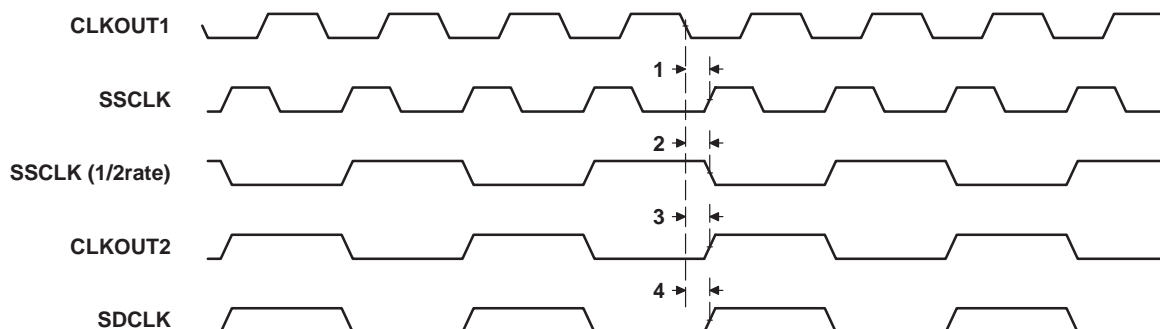 CLKOUT1
1
SSCLK
2
SSCLK (1/2rate)
3
CLKOUT2
4
SDCLK